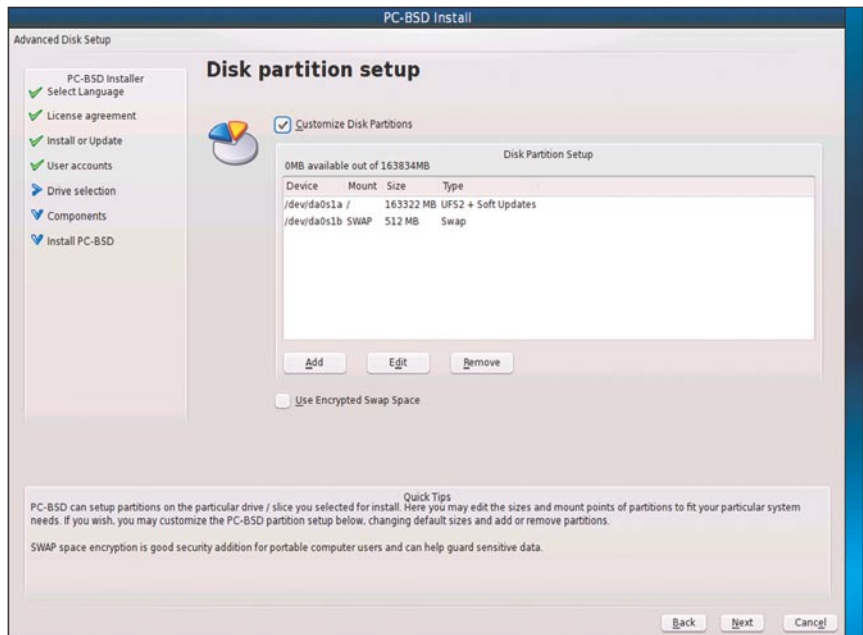 PC-BSD Install
Advanced Disk Setup
PC-BSD Installer
Select Language
License agreement
Install or Update
User accounts
Drive selection
Components
Install PC-BSD
Disk partition setup
Customize Disk Partitions
Disk Partition Setup
0MB available out of 163834MB
Device Mount Size Type
/dev/da0s1a / 163322 MB UFS2 + Soft Updates
/dev/da0s1b SWAP 512 MB Swap
Add Edit Remove
Use Encrypted Swap Space
Quick Tips
PC-BSD can setup partitions on the particular drive / slice you selected for install. Here you may edit the sizes and mount points of partitions to fit your particular system
needs. If you wish, you may customize the PC-BSD partition setup below, changing default sizes and add or remove partitions.
SWAP space encryption is good security addition for portable computer users and can help guard sensitive data.
Back Next Cancel